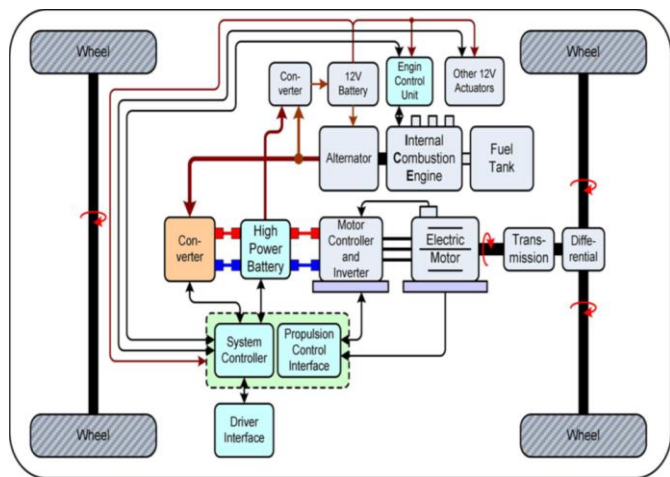 Wheel
Wheel
Con-
verter
12V
Battery
Engin
Control
Unit
Other 12V
Actuators
Alternator
Internal
Combustion
Engine
Fuel
Tank
Con-
verter
High
Power
Battery
Motor
Controller
and
Inverter
Electric
Motor
Trans-
mission
Diffe-
rential
System
Controller
Propulsion
Control
Interface
Driver
Interface
Wheel
Wheel